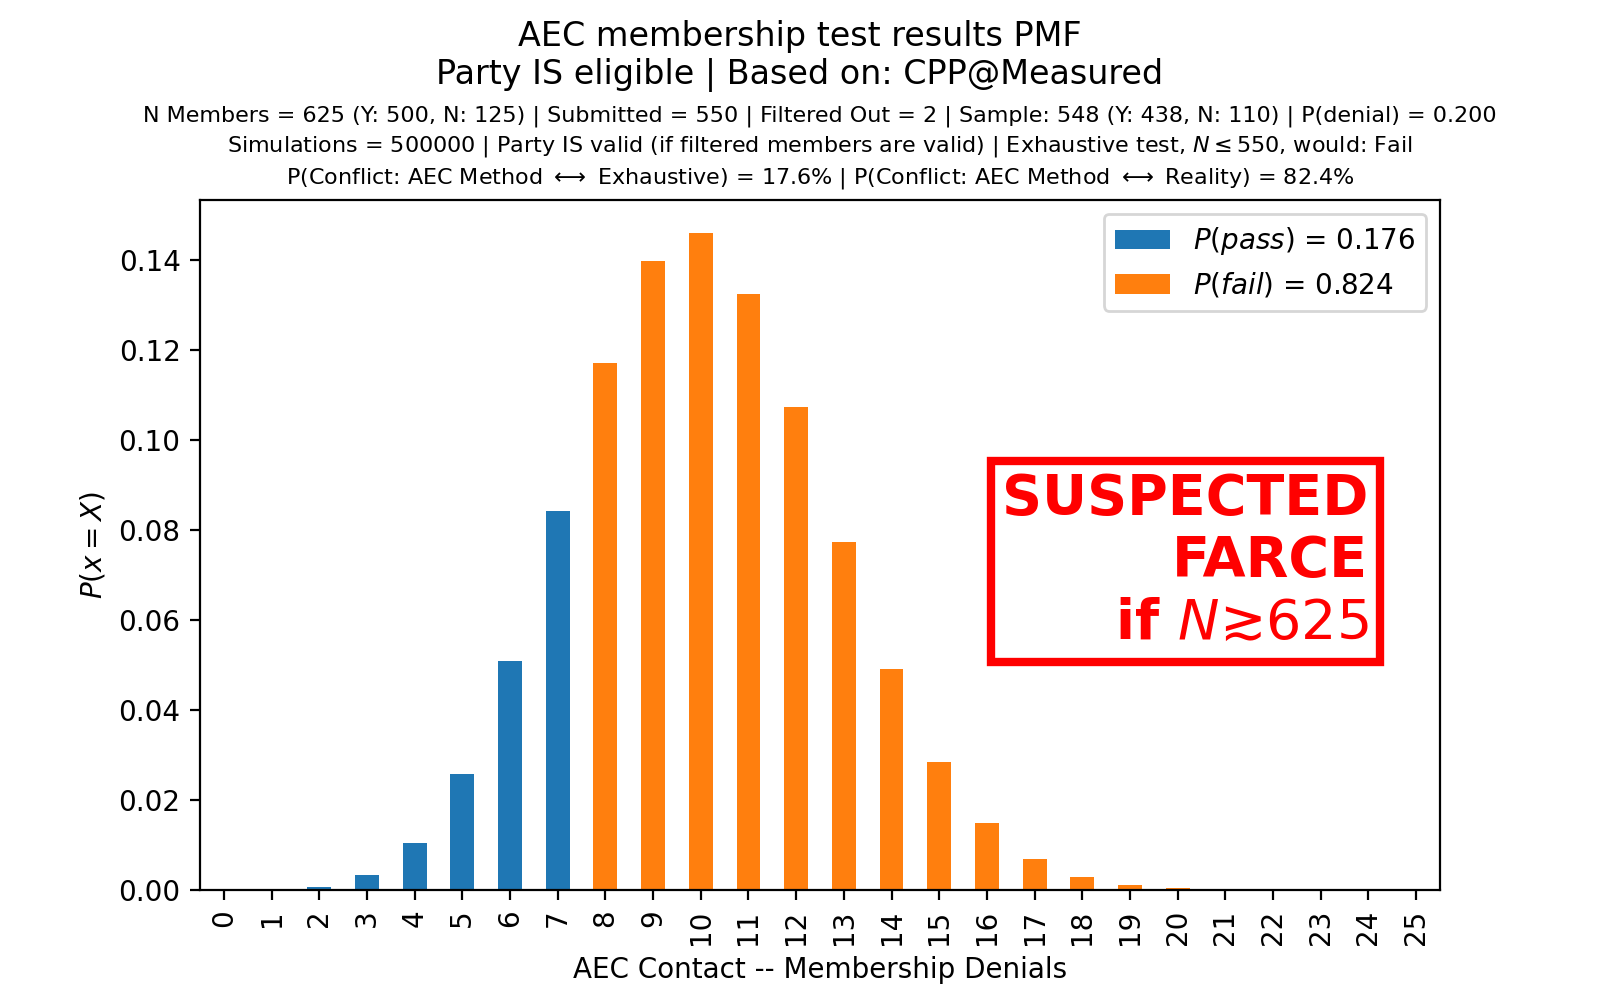 AEC membership test results PMF
Party IS eligible | Based on: CPP@Measured
N Members = 625 (Y: 500, N: 125) | Submitted = 550 | Filtered Out = 2 | Sample: 548 (Y: 438, N: 110) | P(denial) = 0.200
Simulations = 500000 | Party IS valid (if filtered members are valid) | Exhaustive test, N ≤ 550, would: Fail
P(Conflict: AEC Method ⟷ Exhaustive) = 17.6% | P(Conflict: AEC Method ⟷ Reality) = 82.4%
P(pass) = 0.176
P(fail) = 0.824
0.14
0.12
0.10
0.08
0.06
0.04
0.02
0.00
P(x = X)
SUSPECTED
FARCE
if N≳625
0 1 2 3 4 5 6 7 8 9 10 11 12 13 14 15 16 17 18 19 20 21 22 23 24 25
AEC Contact -- Membership Denials